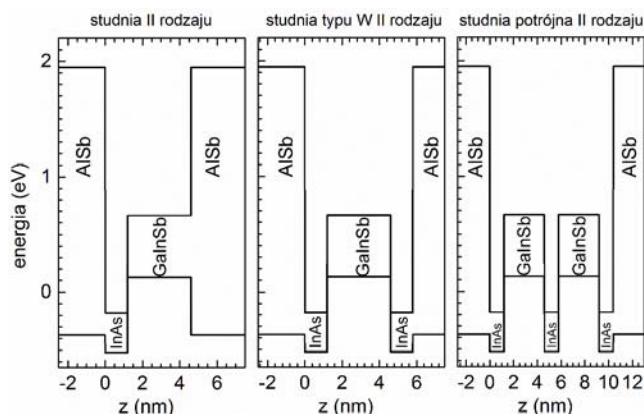 studnia II rodzaju
studnia typu W II rodzaju
studnia potrójna II rodzaju
energia (eV)
2
1
0
AlSb
InAs
GaInSb
AlSb
AlSb
InAs
GaInSb
InAs
AlSb
AlSb
InAs
GaInSb
InAs
GaInSb
InAs
AlSb
-2 0 2 4 6
-2 0 2 4 6
-2 0 2 4 6 8 10 12
z (nm)
z (nm)
z (nm)